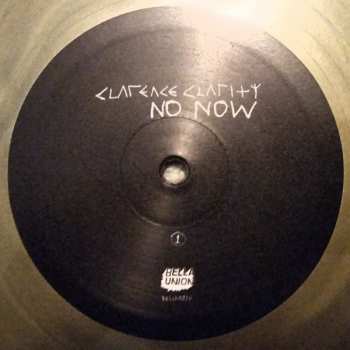 CLARENCE CLARITY
NO NOW
1
BELLA
UNION